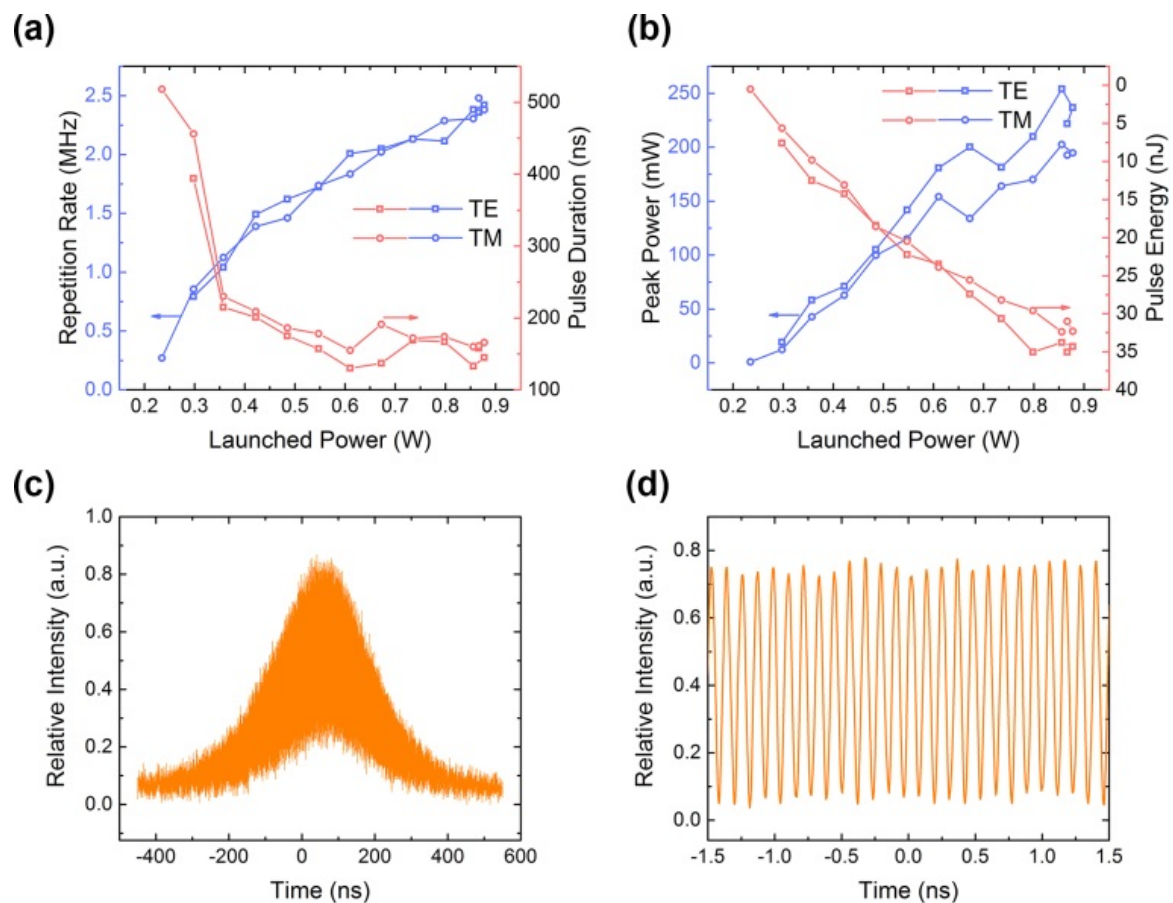 (a)
Repetition Rate (MHz)
2.5
2.0
1.5
1.0
0.5
0.0
0.2 0.3 0.4 0.5 0.6 0.7 0.8 0.9
Launched Power (W)
500
400
300
200
100
Pulse Duration (ns)
TE
TM
(b)
Peak Power (mW)
250
200
150
100
50
0
0.2 0.3 0.4 0.5 0.6 0.7 0.8 0.9
Launched Power (W)
0
5
10
15
20
25
30
35
40
Pulse Energy (nJ)
TE
TM
(c)
Relative Intensity (a.u.)
1.0
0.8
0.6
0.4
0.2
0.0
-400 -200 0 200 400 600
Time (ns)
(d)
Relative Intensity (a.u.)
0.8
0.6
0.4
0.2
0.0
-1.5 -1.0 -0.5 0.0 0.5 1.0 1.5
Time (ns)